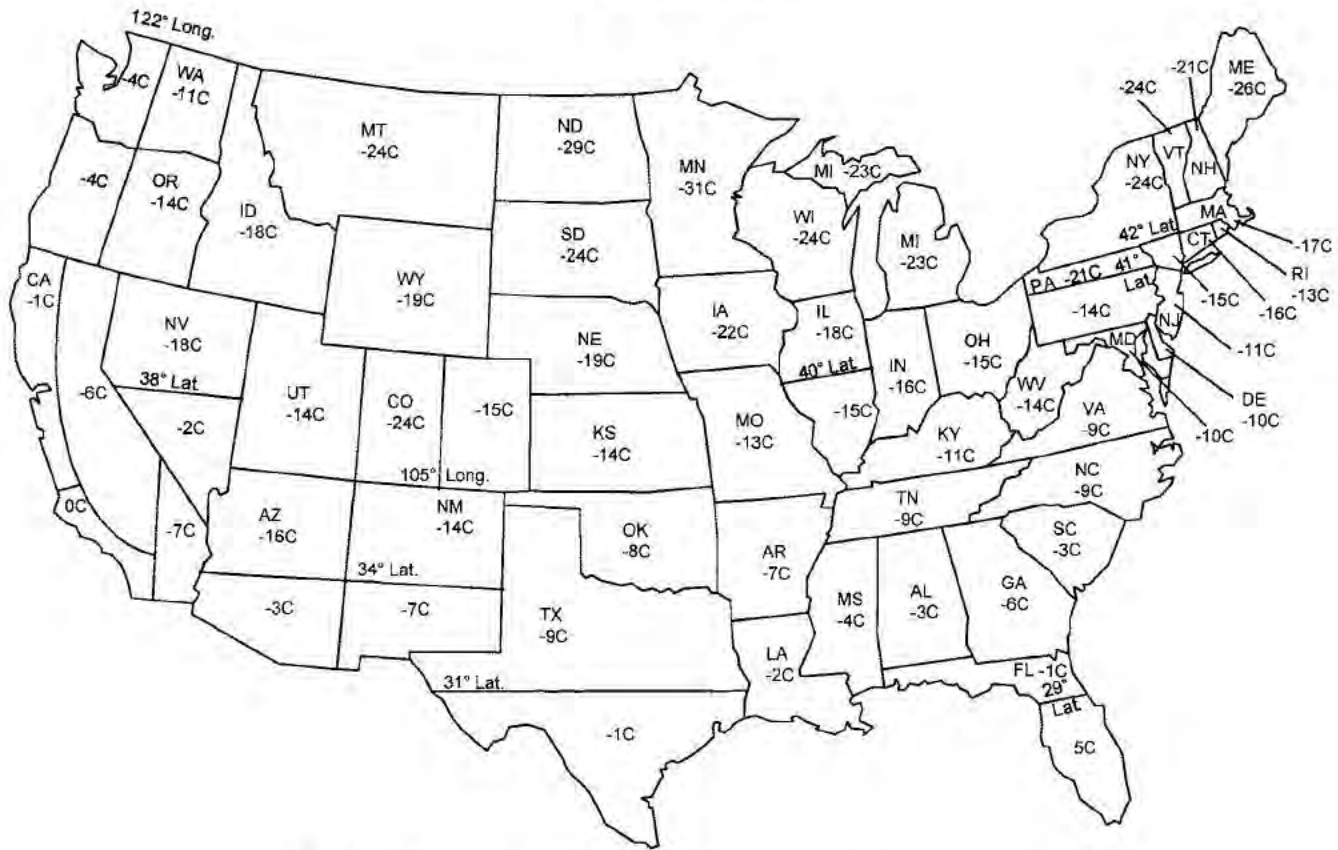 122° Long.
-4C
WA
-11C
-4C
OR
-14C
ID
-18C
MT
-24C
ND
-29C
MN
-31C
SD
-24C
WY
-19C
MI -23C
WI
-24C
MI
-23C
-24C
-21C
ME
-26C
NY
-24C
VT
NH
MA
-17C
42° Lat
CT
RI
-13C
-16C
-15C
PA -21C 41°
Lat
-14C
NJ
-11C
MD
DE
-10C
-10C
CA
-1C
-6C
NV
-18C
38° Lat
-2C
0C
-7C
UT
-14C
CO
-24C
-15C
105° Long.
NE
-19C
KS
-14C
IA
-22C
IL
-18C
40° Lat
-15C
IN
-16C
OH
-15C
WV
-14C
VA
-9C
MO
-13C
KY
-11C
AZ
-16C
-3C
NM
-14C
34° Lat.
-7C
OK
-8C
TX
-9C
31° Lat.
-1C
AR
-7C
LA
-2C
TN
-9C
NC
-9C
SC
-3C
MS
-4C
AL
-3C
GA
-6C
FL -1C
29°
Lat
5C